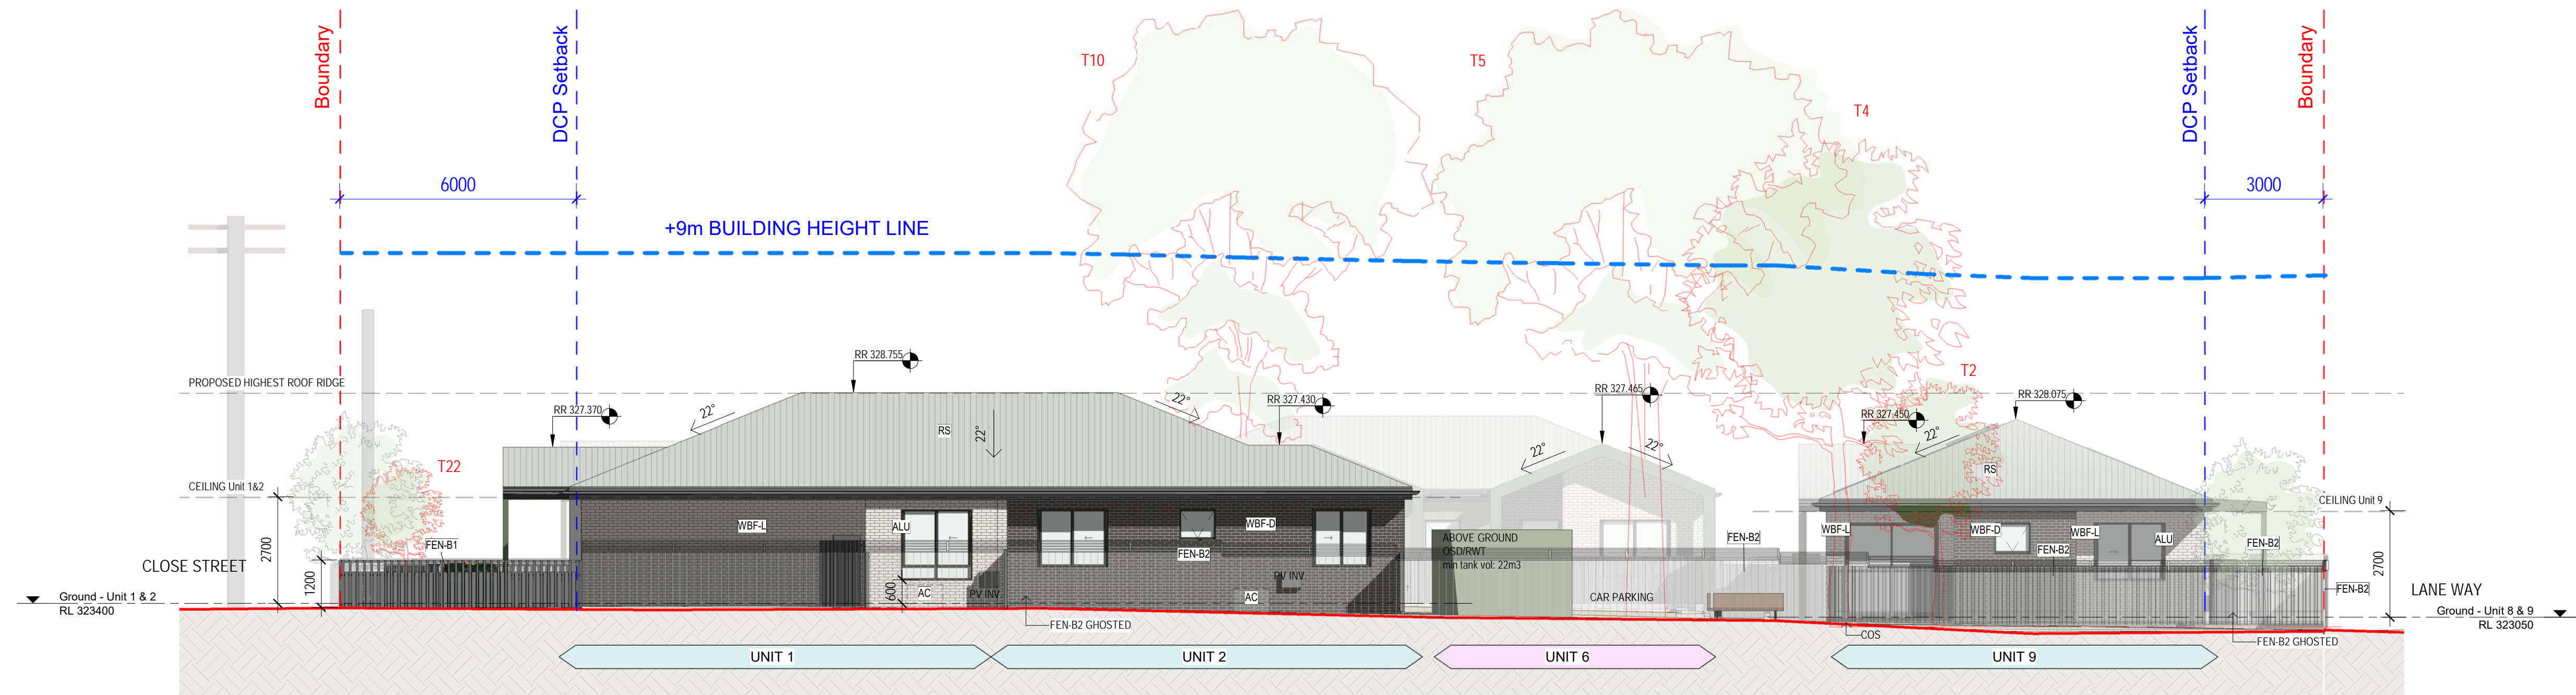 Boundary
DCP Setback
T10
T5
T4
DCP Setback
Boundary
6000
3000
+9m BUILDING HEIGHT LINE
RR 328.755
PROPOSED HIGHEST ROOF RIDGE
RR 327.370
22°
22°
RR 327.430
RR 327.465
T2
RR 328.075
RR 327.450
RS
22°
22°
22°
22°
RS
T22
CEILING Unit 1&2
CEILING Unit 9
WBF-L
ALU
WBF-D
FEN-B1
FEN-B2
ABOVE GROUND
OSD/RWT
min tank vol: 22m3
FEN-B2
WBF-L
WBF-D
WBF-L
ALU
FEN-B2
FEN-B2
CLOSE STREET
2700
1200
600
AC
PV INV.
PV INV.
AC
CAR PARKING
2700
FEN-B2
LANE WAY
Ground - Unit 1 & 2
RL 323400
Ground - Unit 8 & 9
RL 323050
FEN-B2 GHOSTED
COS
FEN-B2 GHOSTED
UNIT 1
UNIT 2
UNIT 6
UNIT 9